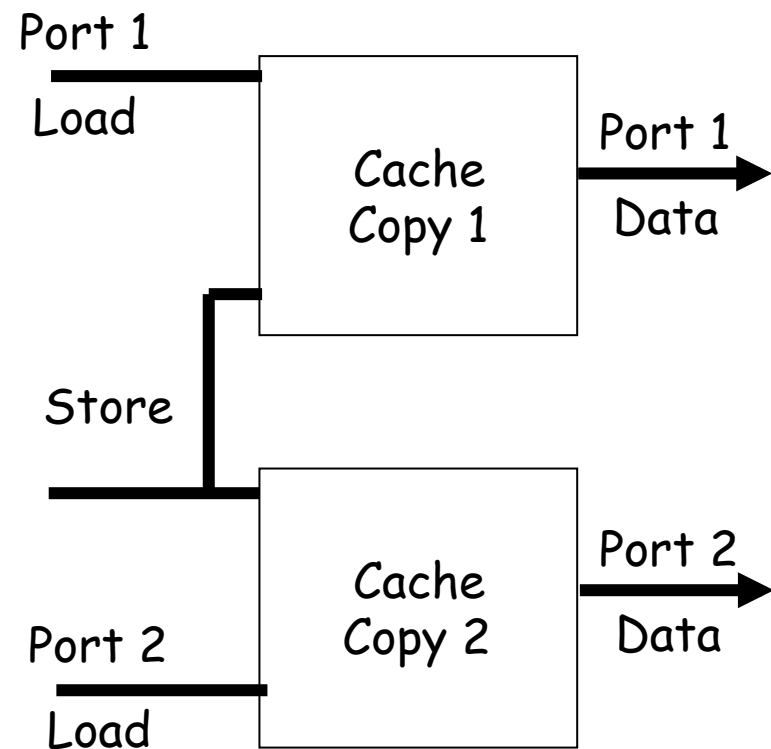 Port 1
Load
Cache
Copy 1
Port 1
Data
Store
Cache
Copy 2
Port 2
Data
Port 2
Load